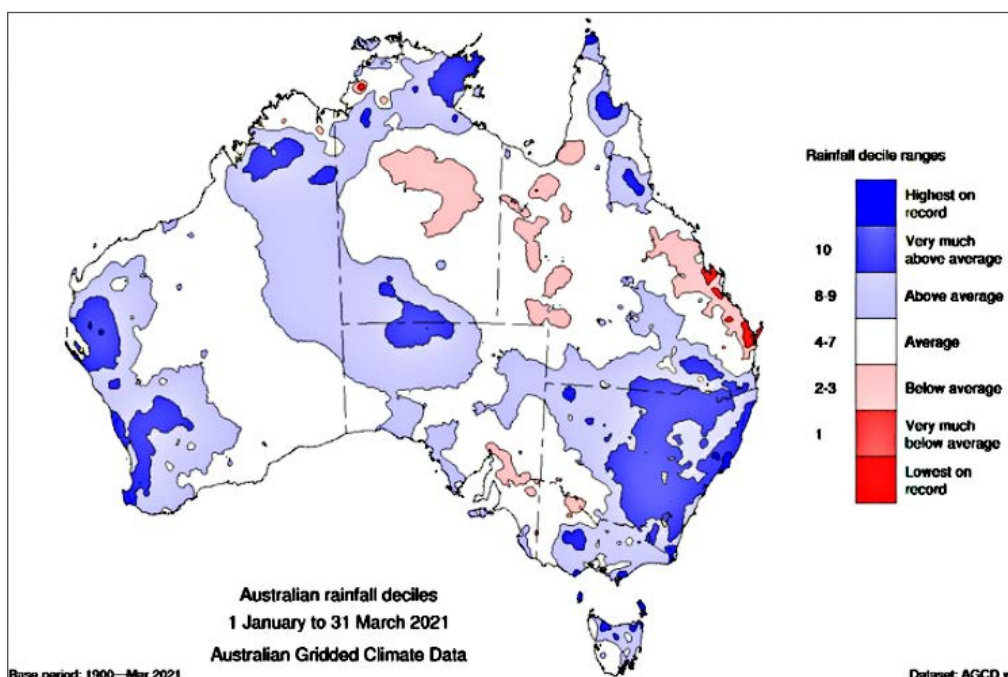 Rainfall decile ranges
Highest on
record
10
Very much
above average
8-9
Above average
4-7
Average
2-3
Below average
1
Very much
below average
Lowest on
record
Australian rainfall deciles
1 January to 31 March 2021
Australian Gridded Climate Data
Base period: 1900—Mar 2021
Dataset: AGCD